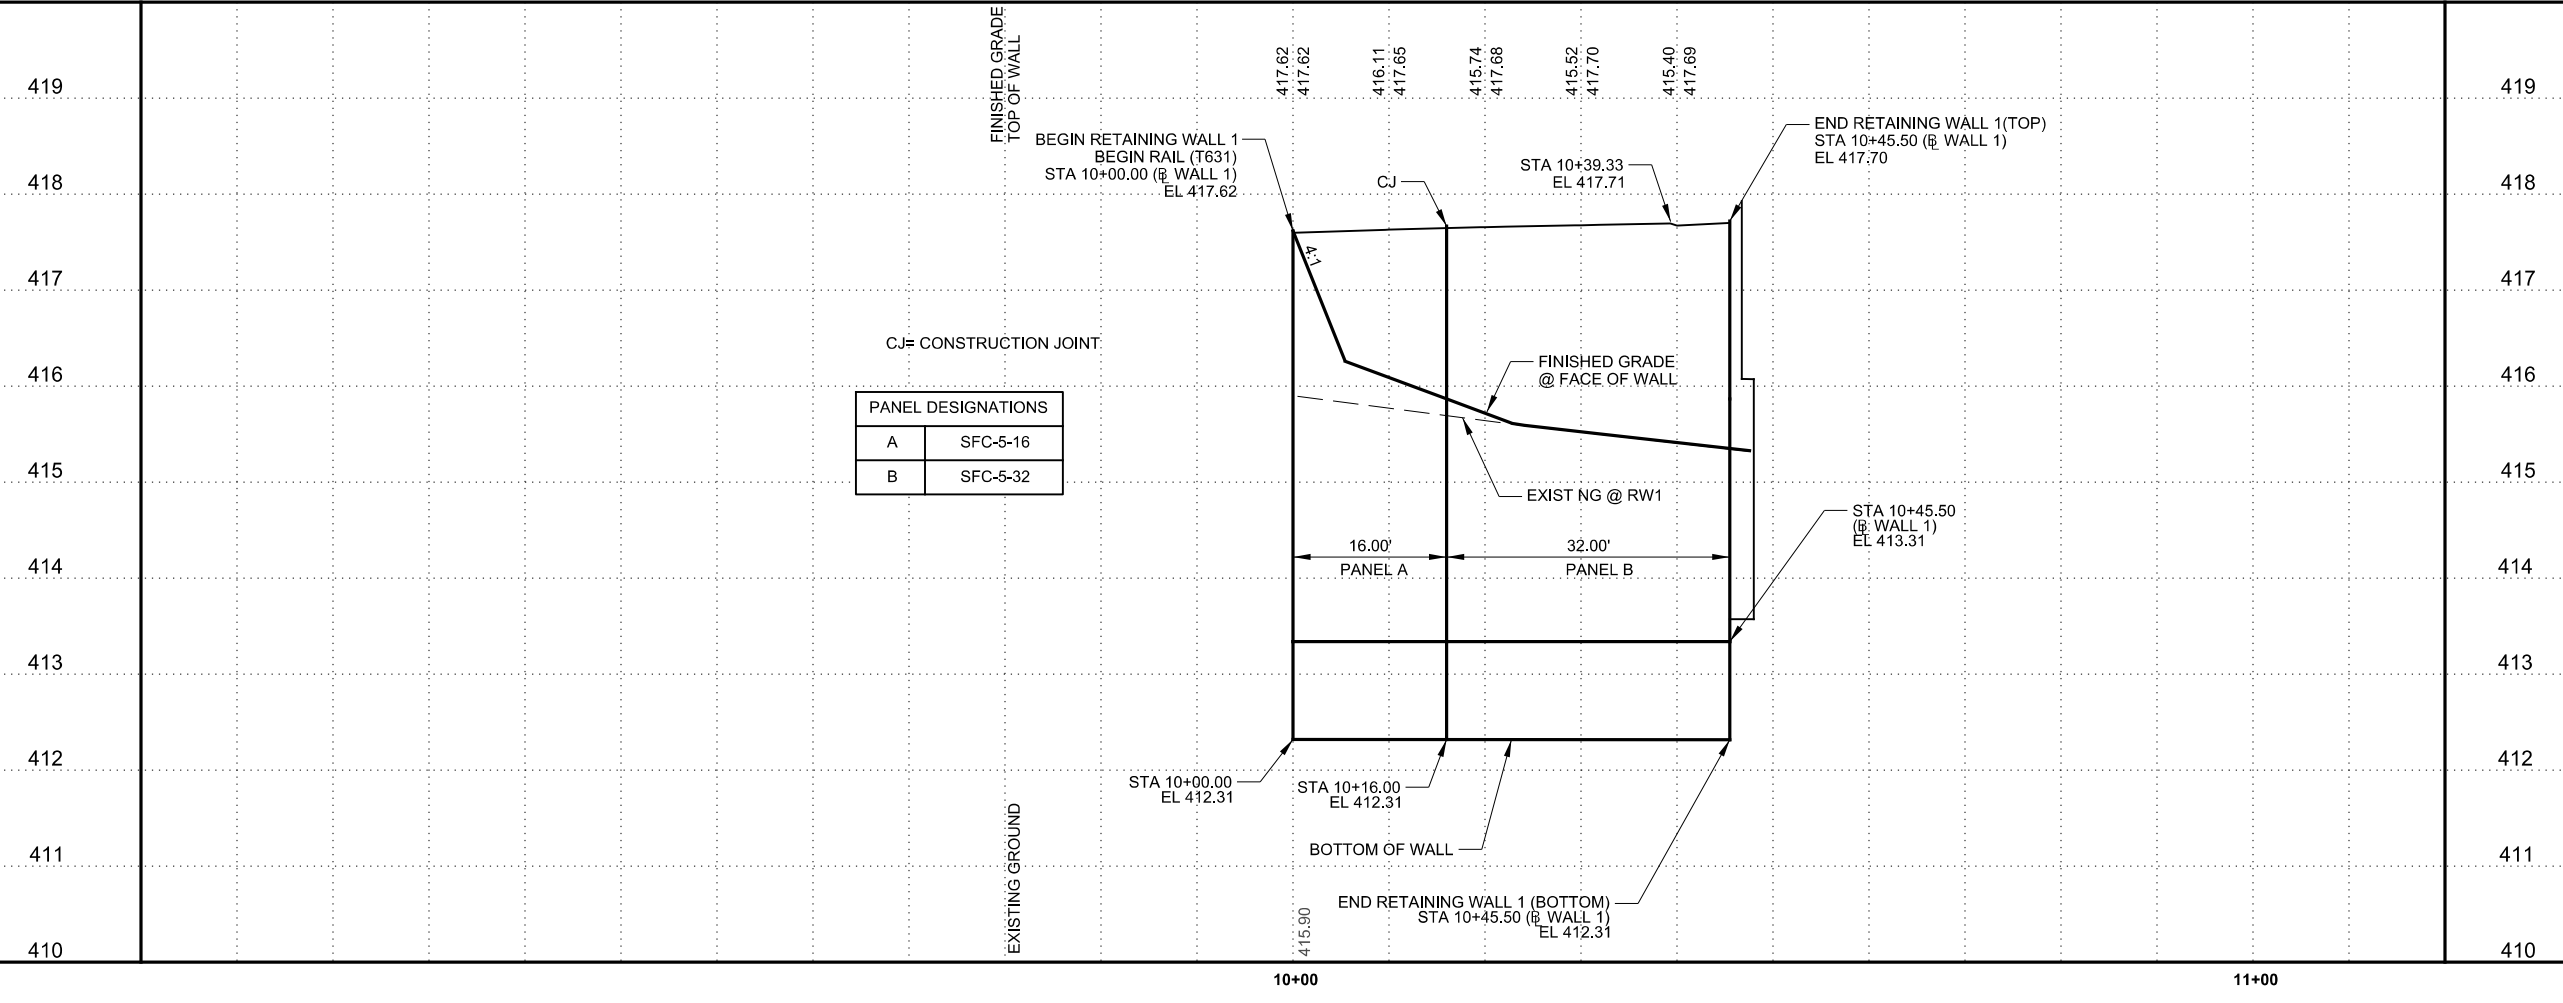 FINISHED GRADE
TOP OF WALL
417.62
417.62
416.11
417.65
415.74
417.68
415.52
417.70
415.40
417.69
419
419
418
418
417
417
416
416
415
415
414
414
413
413
412
412
411
411
410
410
BEGIN RETAINING WALL 1
BEGIN RAIL (T631)
STA 10+00.00 (℄ WALL 1)
EL 417.62
CJ
STA 10+39.33
EL 417.71
END RETAINING WALL 1(TOP)
STA 10+45.50 (B WALL 1)
EL 417.70
4:1
CJ= CONSTRUCTION JOINT
PANEL DESIGNATIONS
A SFC-5-16
B SFC-5-32
FINISHED GRADE
@ FACE OF WALL
EXIST NG @ RW1
STA 10+45.50
(B WALL 1)
EL 413.31
16.00'
PANEL A
32.00'
PANEL B
STA 10+00.00
EL 412.31
STA 10+16.00
EL 412.31
BOTTOM OF WALL
END RETAINING WALL 1 (BOTTOM)
STA 10+45.50 (B WALL 1)
EL 412.31
EXISTING GROUND
415.90
10+00
11+00